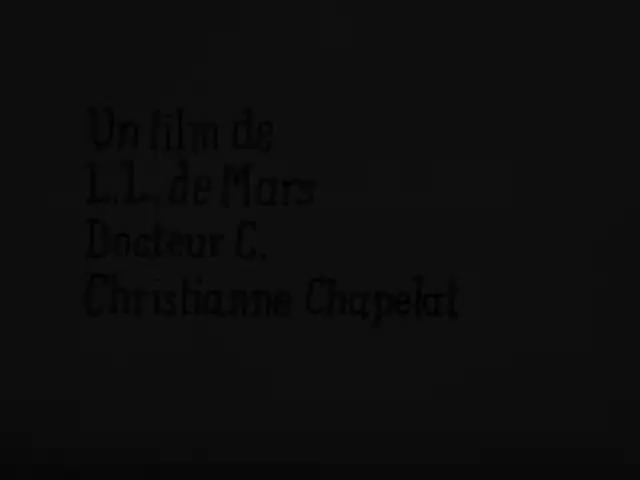 Un film de
L.L. de Mars
Docteur C.
Christianne Chapelat